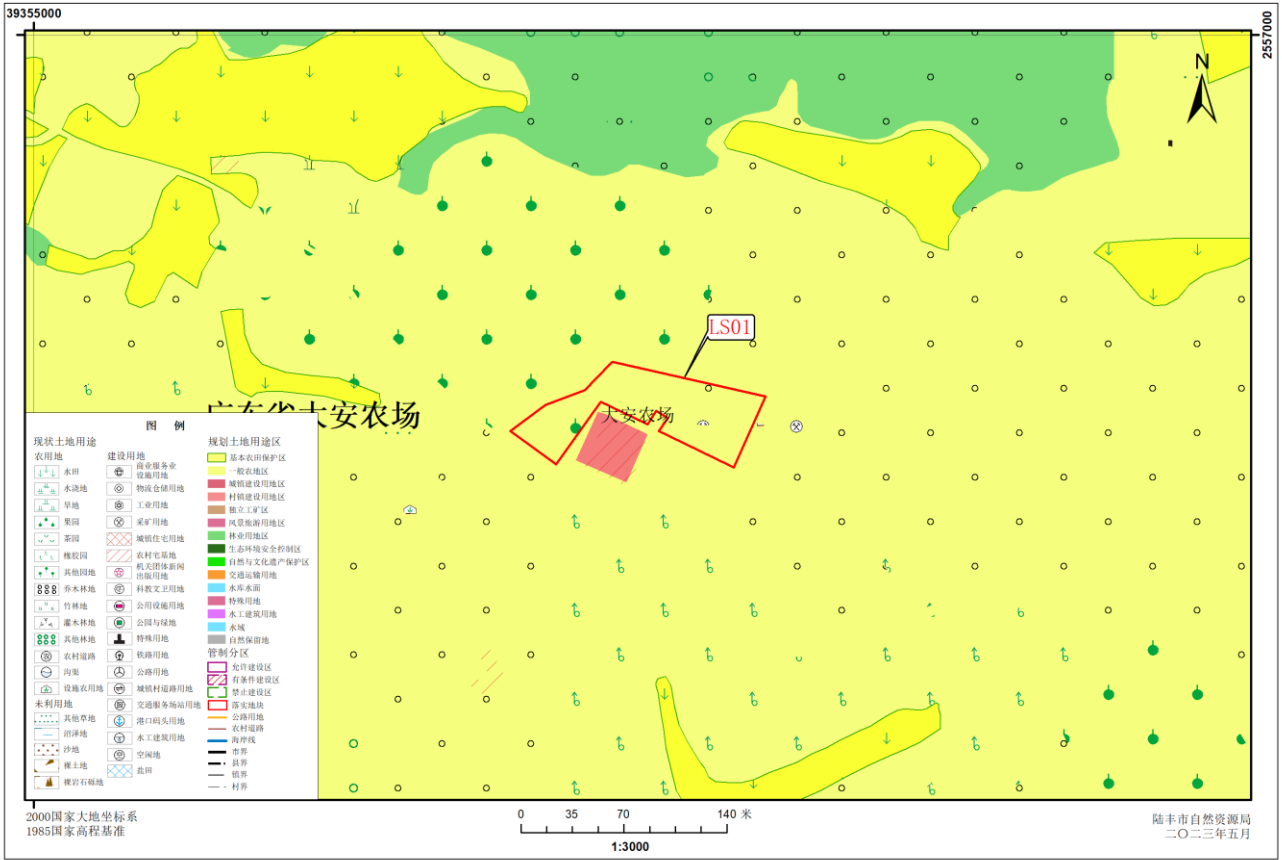 39355000
2557000
N
LS01
大安农场
广东省大安农场
图 例
现状土地用途
农用地
水田
水浇地
旱地
果园
茶园
橡胶园
其他园地
乔木林地
竹林地
灌木林地
其他林地
农村道路
沟渠
设施农用地
未利用地
其他草地
沼泽地
沙地
裸土地
裸岩石砾地
建设用地
商业服务业
设施用地
物流仓储用地
工业用地
采矿用地
城镇住宅用地
农村宅基地
机关团体新闻
出版用地
科教文卫用地
公用设施用地
公园与绿地
特殊用地
铁路用地
公路用地
城镇村道路用地
交通服务场站用地
港口码头用地
水工建筑用地
空闲地
盐田
规划土地用途区
基本农田保护区
一般农地区
城镇建设用地区
村镇建设用地区
独立工矿区
风景旅游用地区
林业用地区
生态环境安全控制区
自然与文化遗产保护区
交通运输用地
水库水面
特殊用地
水工建筑用地
水域
自然保留地
管制分区
允许建设区
有条件建设区
禁止建设区
落实地块
公路用地
农村道路
海岸线
市界
县界
镇界
村界
2000国家大地坐标系
1985国家高程基准
0 35 70 140 米
1:3000
陆丰市自然资源局
二〇二三年五月